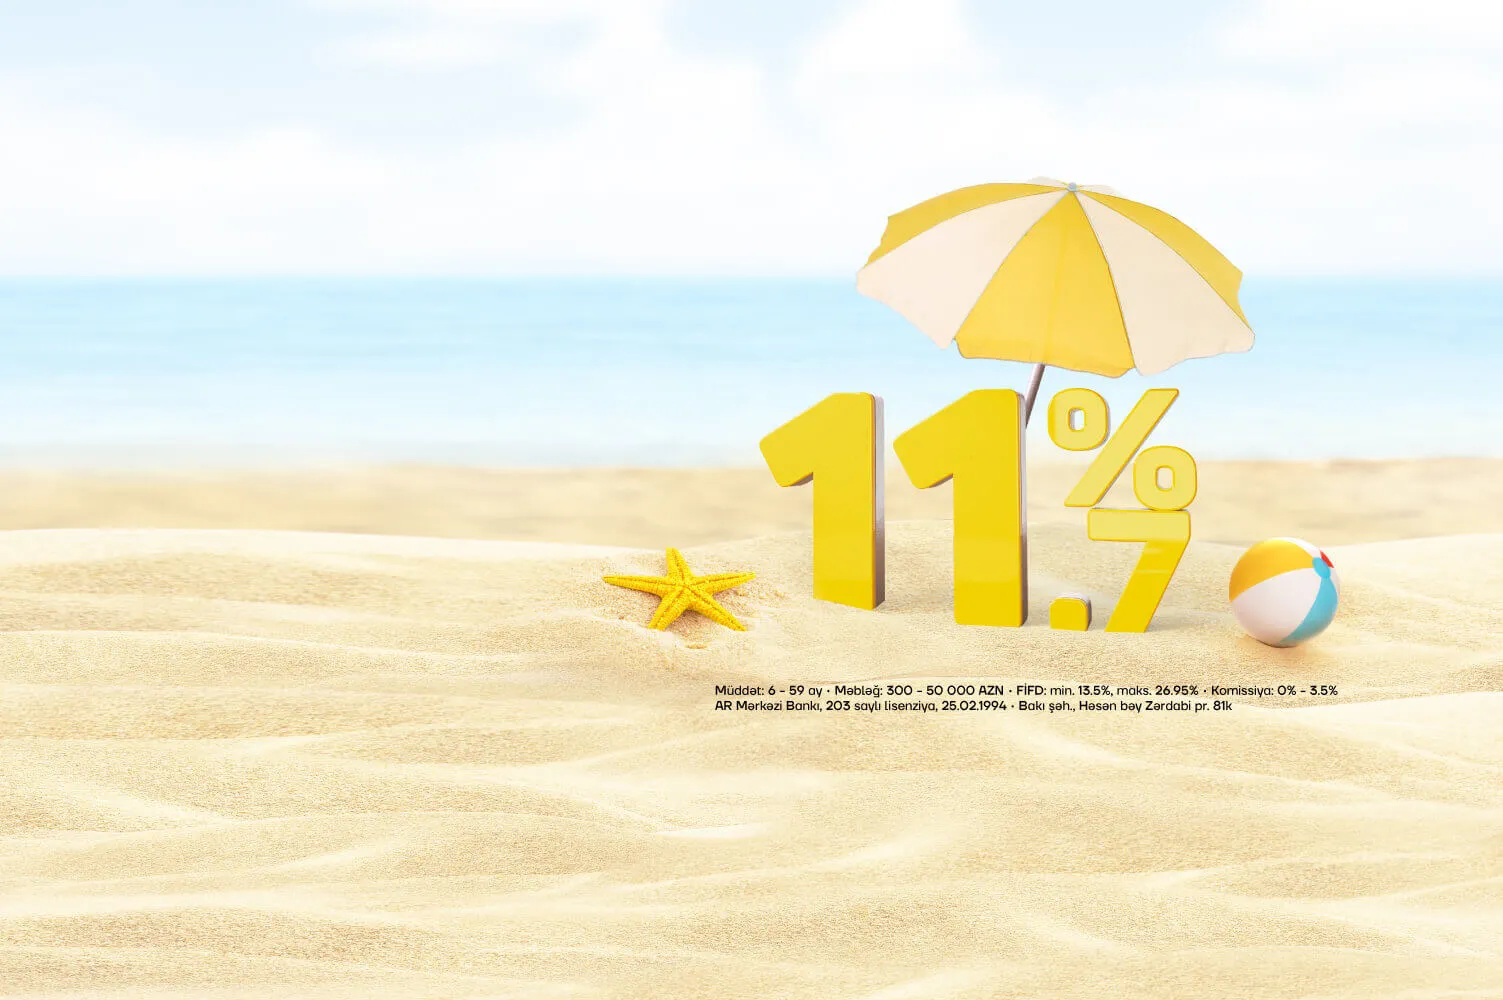 11.7%
Müddət: 6 - 59 ay • Məbləğ: 300 - 50 000 AZN • FİFD: min. 13.5%, maks. 26.95% • Komissiya: 0% - 3.5%
AR Mərkəzi Bankı, 203 saylı lisenziya, 25.02.1994 • Bakı şəh., Həsən bəy Zərdabi pr. 81k